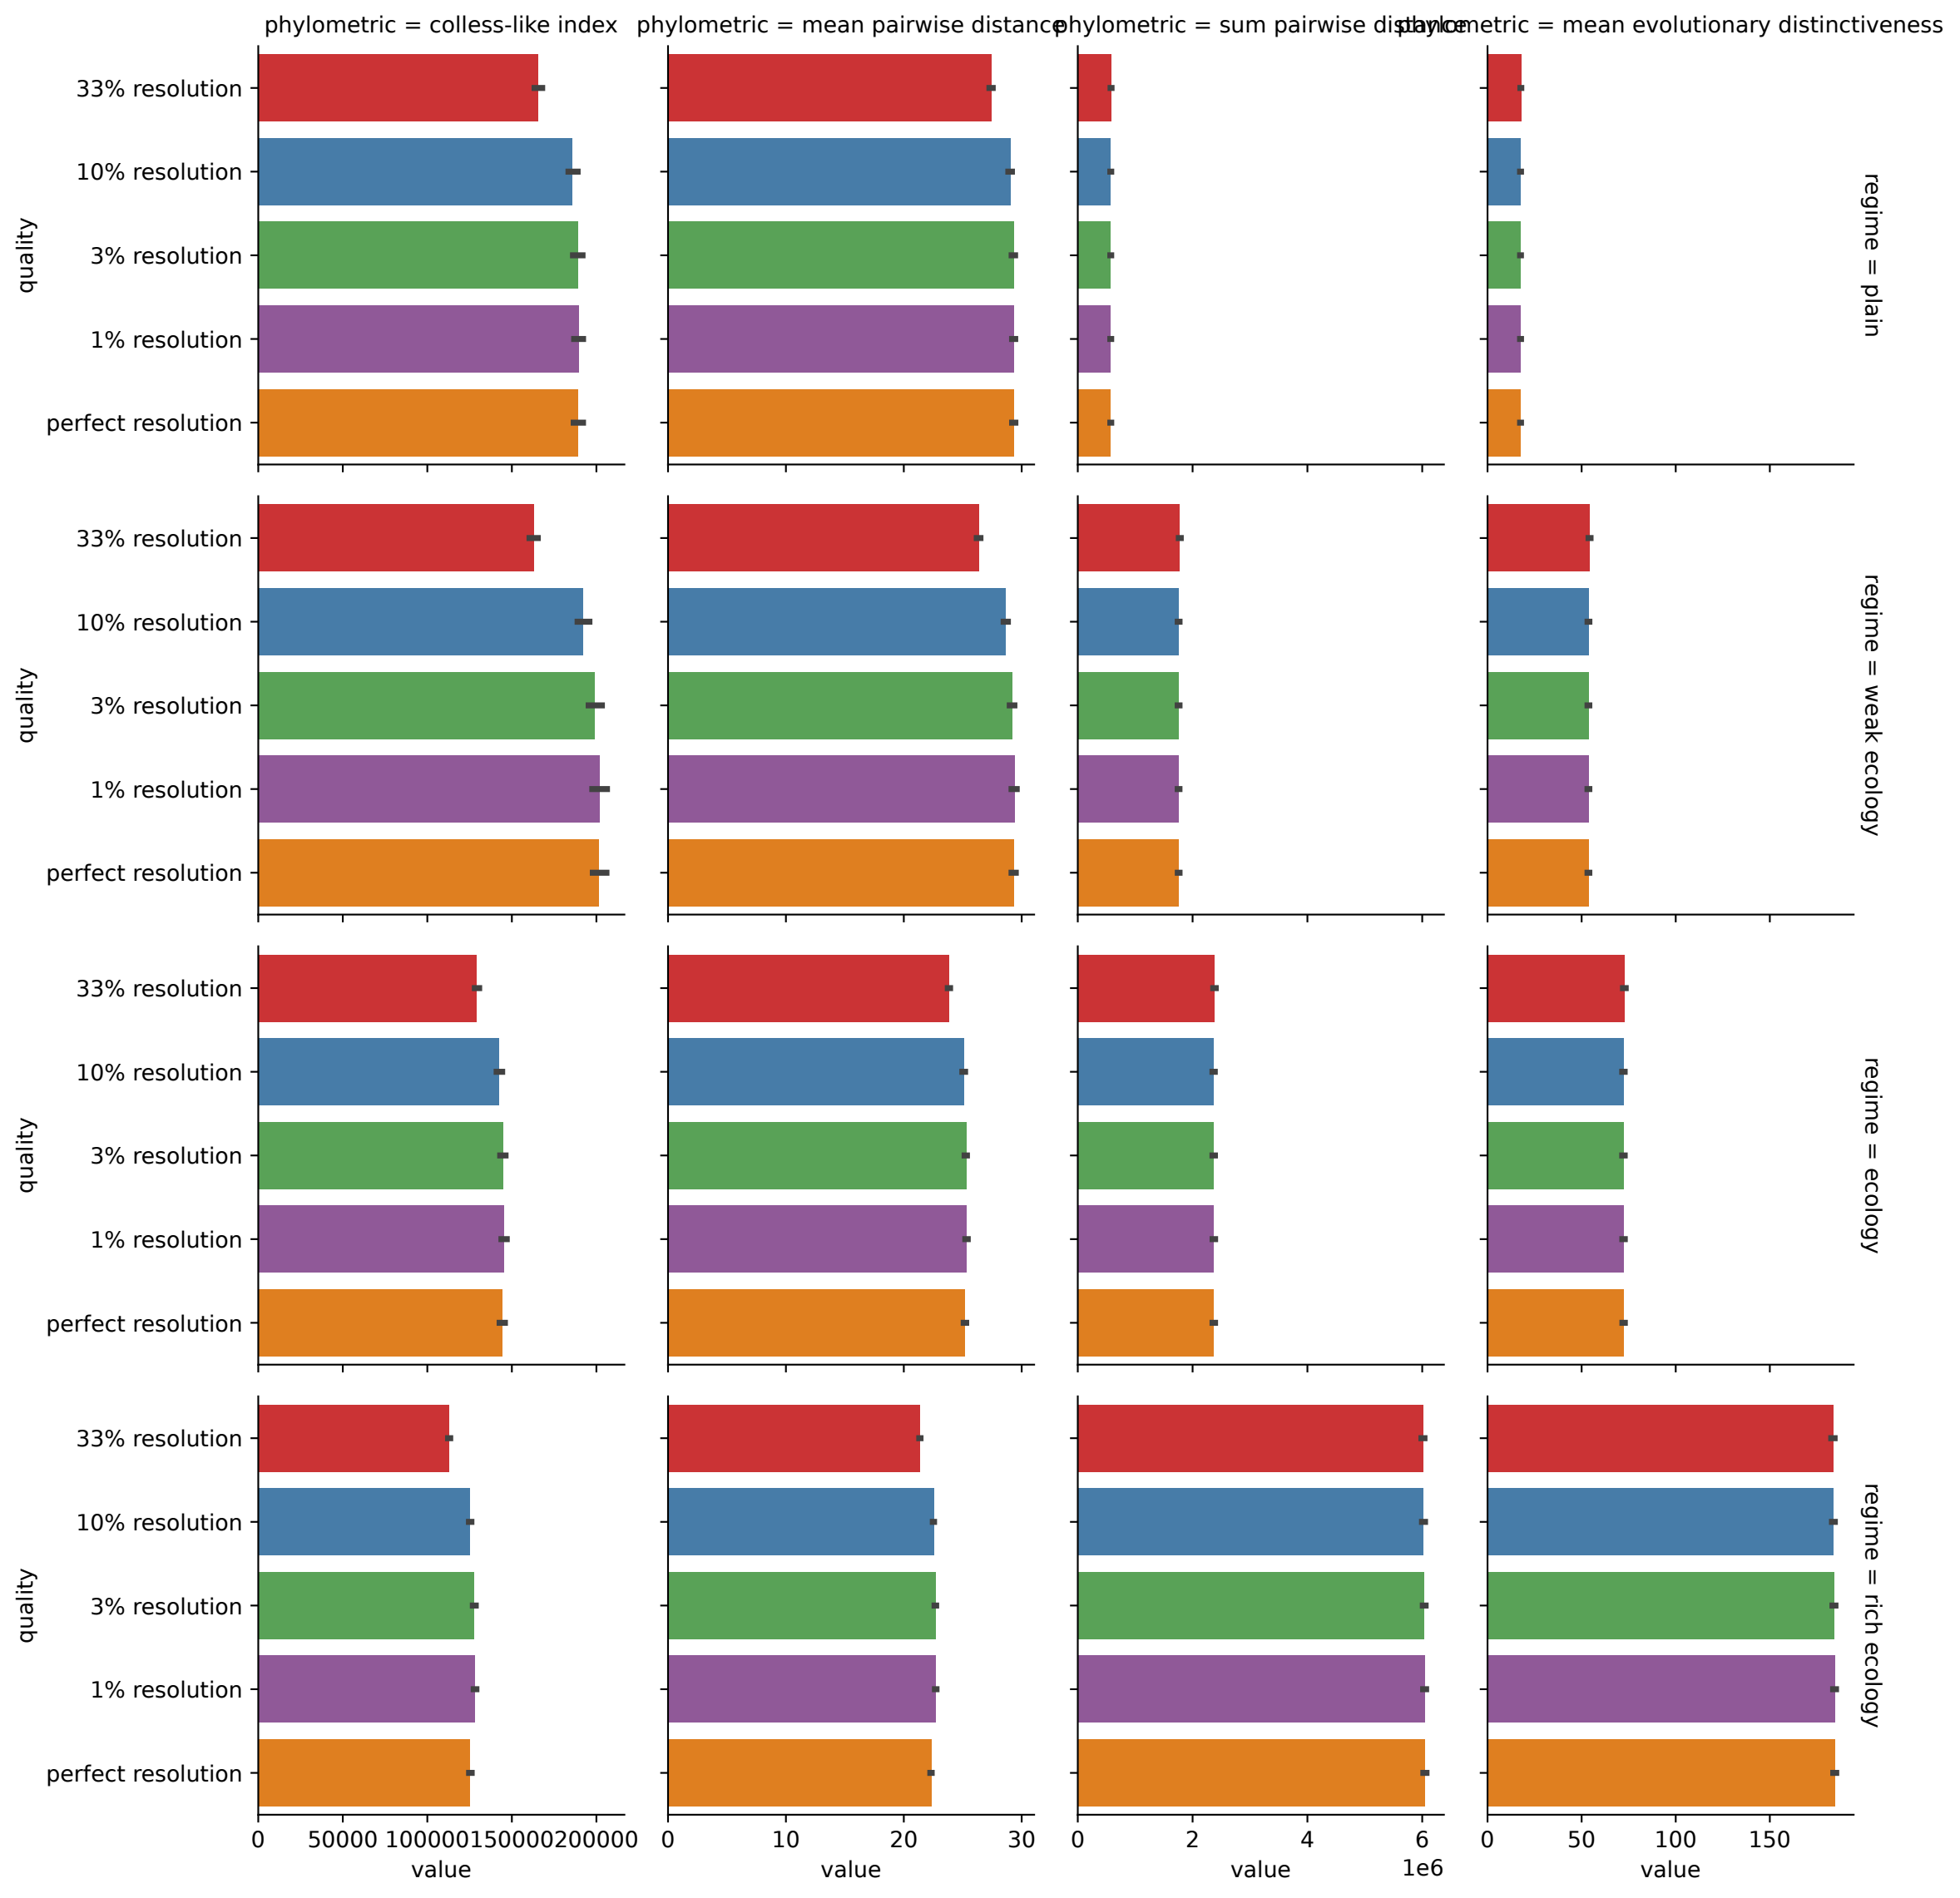 phylometric = colless-like index
phylometric = mean pairwise distance
phylometric = sum pairwise distance
phylometric = mean evolutionary distinctiveness
quality
33% resolution
10% resolution
3% resolution
1% resolution
perfect resolution
regime = plain
quality
33% resolution
10% resolution
3% resolution
1% resolution
perfect resolution
regime = weak ecology
quality
33% resolution
10% resolution
3% resolution
1% resolution
perfect resolution
regime = ecology
quality
33% resolution
10% resolution
3% resolution
1% resolution
perfect resolution
regime = rich ecology
0 50000 100000 150000 200000
value
0 10 20 30
value
0 2 4 6
1e6
value
0 50 100 150
value